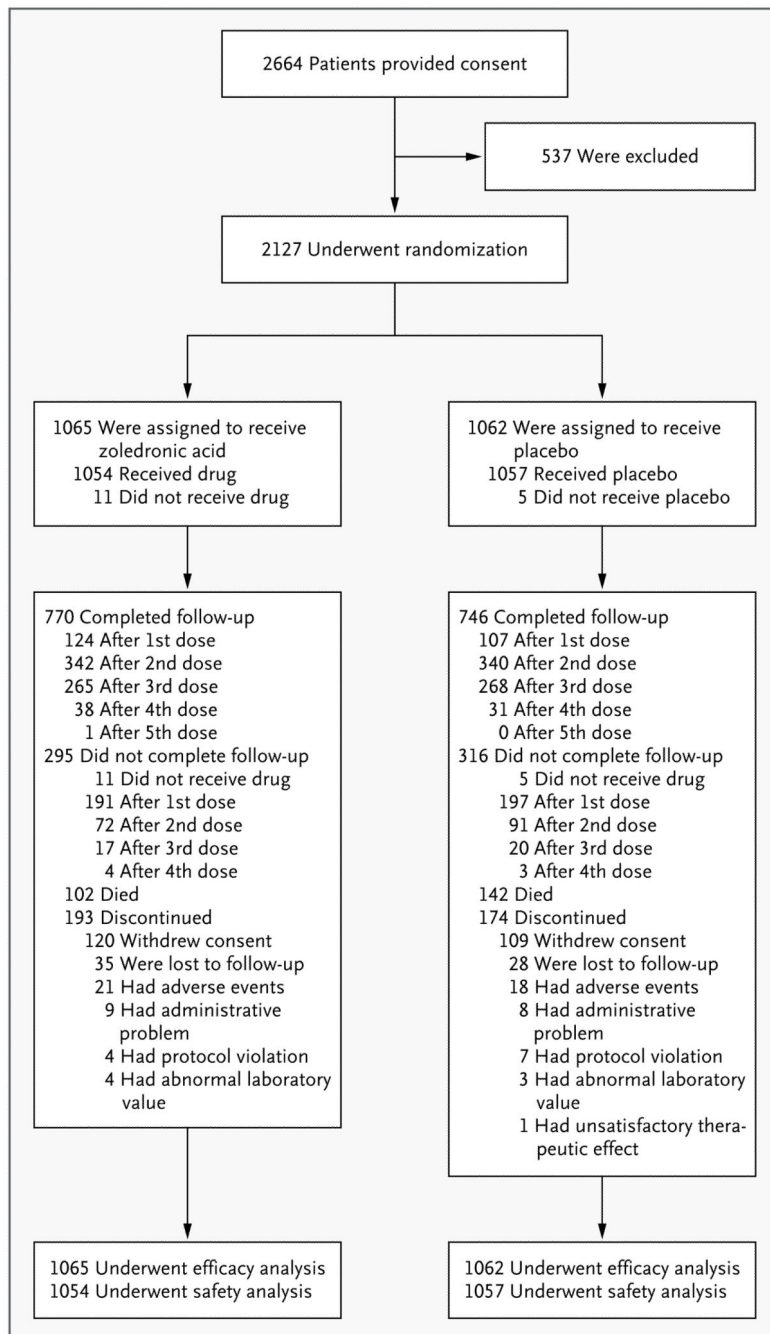 2664 Patients provided consent
537 Were excluded
2127 Underwent randomization
1065 Were assigned to receive
zoledronic acid
1054 Received drug
11 Did not receive drug
1062 Were assigned to receive
placebo
1057 Received placebo
5 Did not receive placebo
770 Completed follow-up
124 After 1st dose
342 After 2nd dose
265 After 3rd dose
38 After 4th dose
1 After 5th dose
295 Did not complete follow-up
11 Did not receive drug
191 After 1st dose
72 After 2nd dose
17 After 3rd dose
4 After 4th dose
102 Died
193 Discontinued
120 Withdrew consent
35 Were lost to follow-up
21 Had adverse events
9 Had administrative
problem
4 Had protocol violation
4 Had abnormal laboratory
value
746 Completed follow-up
107 After 1st dose
340 After 2nd dose
268 After 3rd dose
31 After 4th dose
0 After 5th dose
316 Did not complete follow-up
5 Did not receive drug
197 After 1st dose
91 After 2nd dose
20 After 3rd dose
3 After 4th dose
142 Died
174 Discontinued
109 Withdrew consent
28 Were lost to follow-up
18 Had adverse events
8 Had administrative
problem
7 Had protocol violation
3 Had abnormal laboratory
value
1 Had unsatisfactory thera-
peutic effect
1065 Underwent efficacy analysis
1054 Underwent safety analysis
1062 Underwent efficacy analysis
1057 Underwent safety analysis